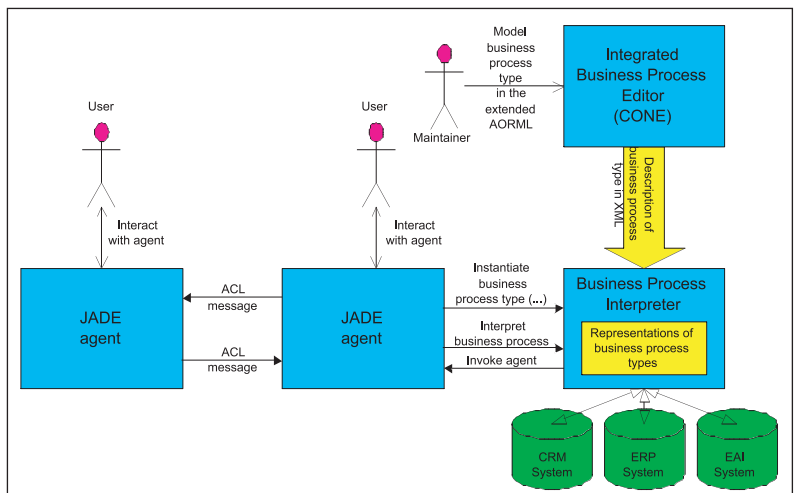 Model
business
process
type
in the
extended
AORML
Maintainer
Integrated
Business Process
Editor
(CONE)
User
User
Description of
business process
type in XML
Interact
with agent
Interact
with agent
JADE
agent
ACL
message
ACL
message
JADE
agent
Instantiate
business
process type (...)
Interpret
business process
Invoke agent
Business Process
Interpreter
Representations of
business process
types
CRM
System
ERP
System
EAI
System